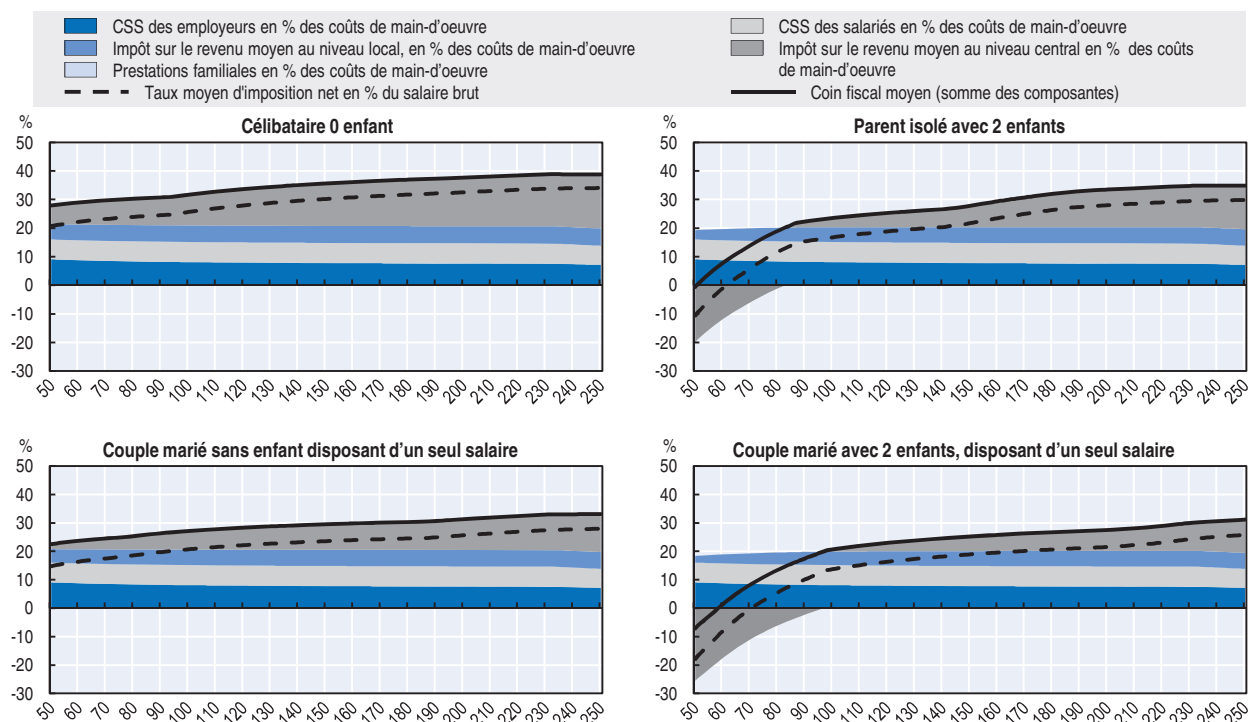 CSS des employeurs en % des coûts de main-d'oeuvre
Impôt sur le revenu moyen au niveau local, en % des coûts de main-d'oeuvre
Prestations familiales en % des coûts de main-d'oeuvre
Taux moyen d'imposition net en % du salaire brut
CSS des salariés en % des coûts de main-d'oeuvre
Impôt sur le revenu moyen au niveau central en % des coûts
de main-d'oeuvre
Coin fiscal moyen (somme des composantes)
%
Célibataire 0 enfant
50
40
30
20
10
0
-10
-20
-30
50 60 70 80 90 100 110 120 130 140 150 160 170 180 190 200 210 220 230 240 250
%
Parent isolé avec 2 enfants
50
40
30
20
10
0
-10
-20
-30
50 60 70 80 90 100 110 120 130 140 150 160 170 180 190 200 210 220 230 240 250
%
Couple marié sans enfant disposant d’un seul salaire
50
40
30
20
10
0
-10
-20
-30
50 60 70 80 90 100 110 120 130 140 150 160 170 180 190 200 210 220 230 240 250
%
Couple marié avec 2 enfants, disposant d’un seul salaire
50
40
30
20
10
0
-10
-20
-30
50 60 70 80 90 100 110 120 130 140 150 160 170 180 190 200 210 220 230 240 250